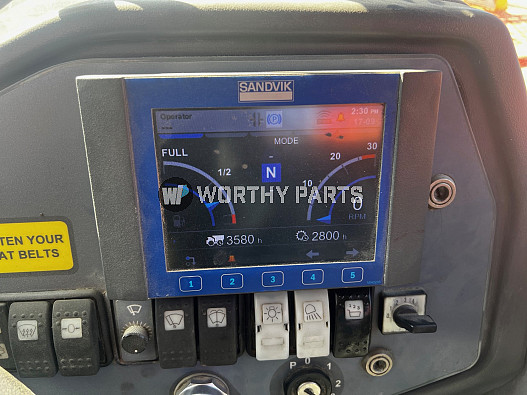 SANDVIK
Operator
2:30 PM
MODE
FULL
1/2
N
10
20
30
0
RPM
WORTHY PARTS
3580 h
2800 h
1 2 3 4 5
TEN YOUR
AT BELTS
P 0 1
2